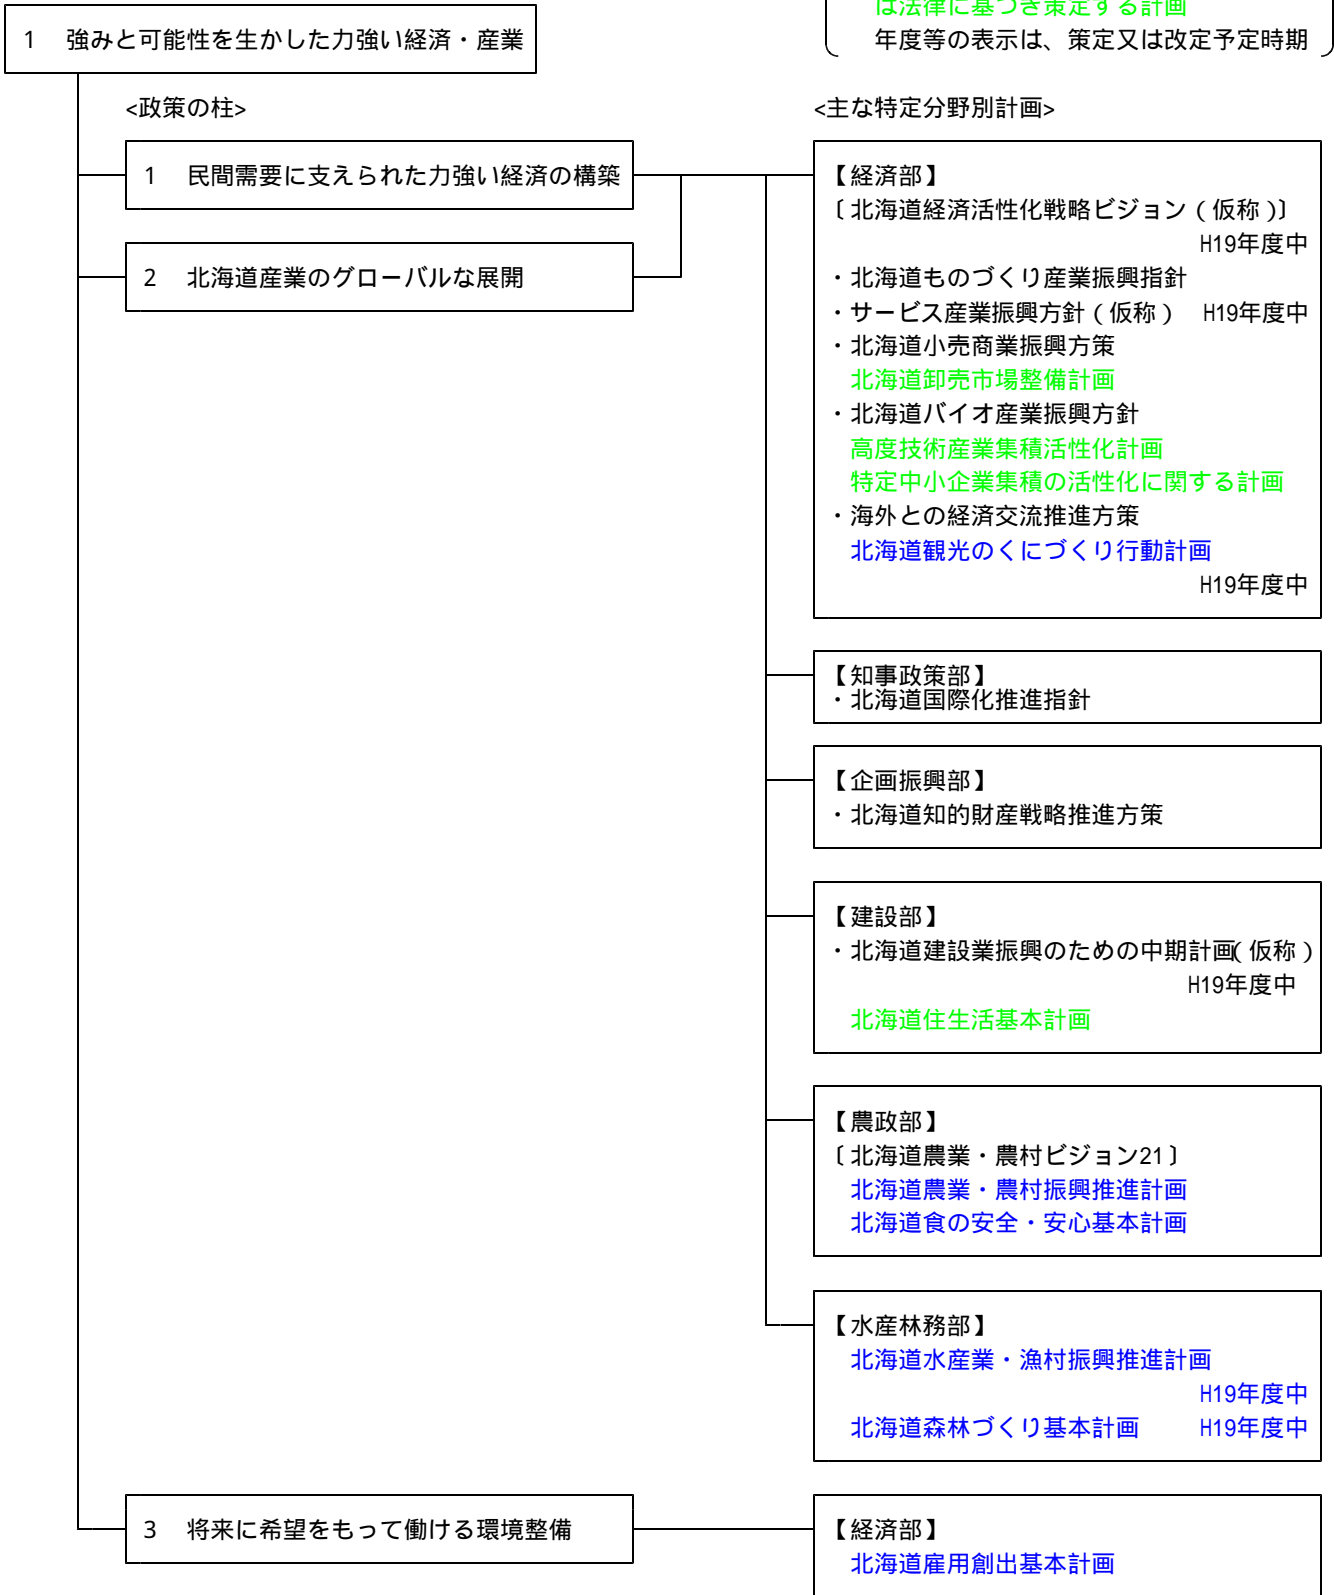 は法律に基づき策定する計画
年度等の表示は、策定又は改定予定時期
1 強みと可能性を生かした力強い経済・産業
<政策の柱>
<主な特定分野別計画>
1 民間需要に支えられた力強い経済の構築
2 北海道産業のグローバルな展開
【経済部】
〔北海道経済活性化戦略ビジョン(仮称)〕
H19年度中
・北海道ものづくり産業振興指針
・サービス産業振興方針(仮称) H19年度中
・北海道小売商業振興方策
北海道卸売市場整備計画
・北海道バイオ産業振興方針
高度技術産業集積活性化計画
特定中小企業集積の活性化に関する計画
・海外との経済交流推進方策
北海道観光のくにづくり行動計画
H19年度中
【知事政策部】
・北海道国際化推進指針
【企画振興部】
・北海道知的財産戦略推進方策
【建設部】
・北海道建設業振興のための中期計画(仮称)
H19年度中
北海道住生活基本計画
【農政部】
〔北海道農業・農村ビジョン21〕
北海道農業・農村振興推進計画
北海道食の安全・安心基本計画
【水産林務部】
北海道水産業・漁村振興推進計画
H19年度中
北海道森林づくり基本計画 H19年度中
3 将来に希望をもって働ける環境整備
【経済部】
北海道雇用創出基本計画